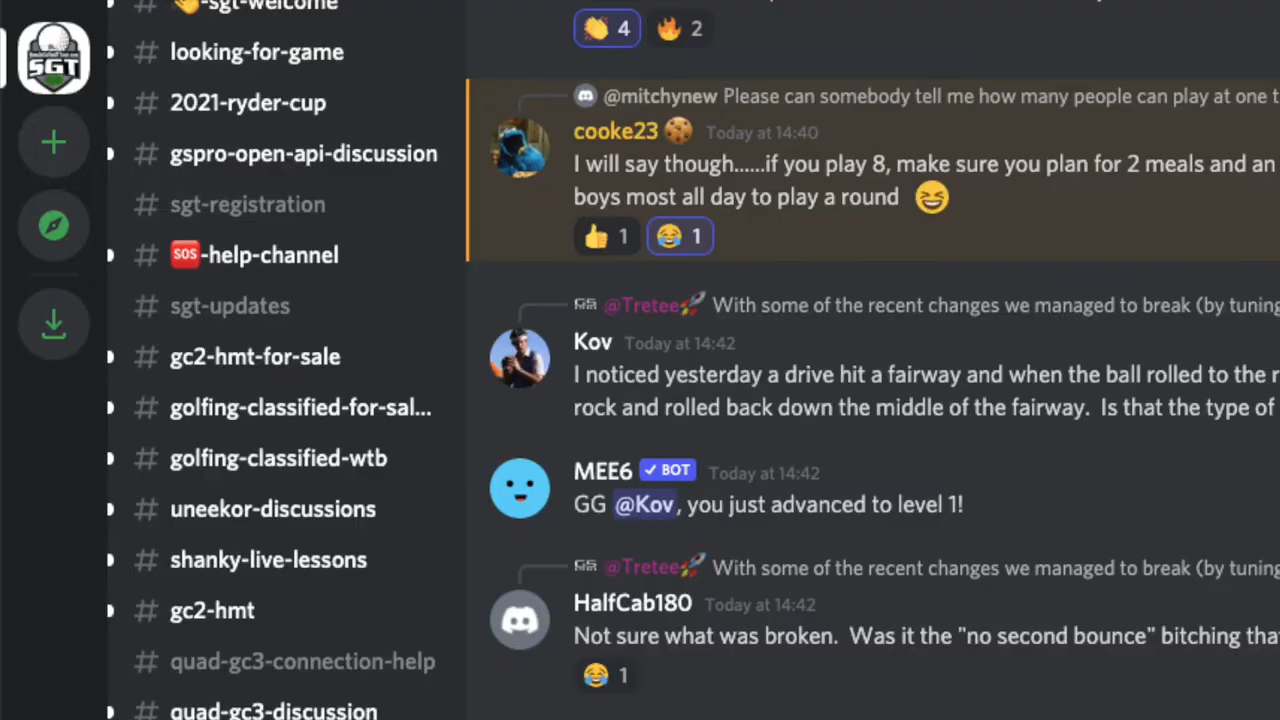 SGT
# 👋-sgt-welcome
# looking-for-game
# 2021-ryder-cup
# gspro-open-api-discussion
# sgt-registration
# 🆘-help-channel
# sgt-updates
# gc2-hmt-for-sale
# golfing-classified-for-sal...
# golfing-classified-wtb
# uneekor-discussions
# shanky-live-lessons
# gc2-hmt
# quad-gc3-connection-help
# quad-gc3-discussion
4 2
@mitchynew Please can somebody tell me how many people can play at one t
cooke23 Today at 14:40
I will say though......if you play 8, make sure you plan for 2 meals and an
boys most all day to play a round 😆
1 1
@Tretee🚀 With some of the recent changes we managed to break (by tuning
Kov Today at 14:42
I noticed yesterday a drive hit a fairway and when the ball rolled to the r
rock and rolled back down the middle of the fairway. Is that the type of
MEE6 ✓ BOT Today at 14:42
GG @Kov, you just advanced to level 1!
@Tretee🚀 With some of the recent changes we managed to break (by tuning
HalfCab180 Today at 14:42
Not sure what was broken. Was it the "no second bounce" bitching tha
1